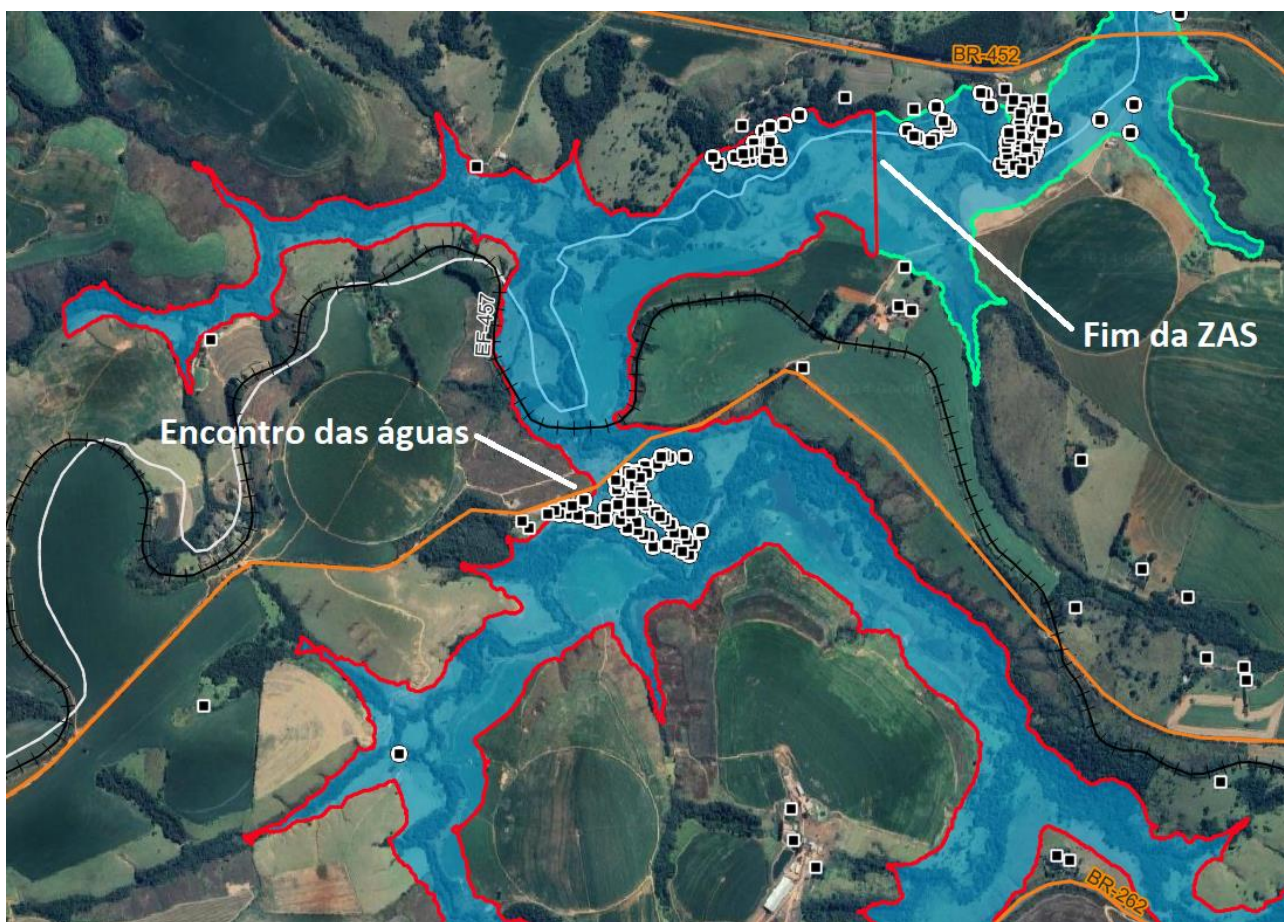 BR-452
Fim da ZAS
EF-457
Encontro das águas
BR-262